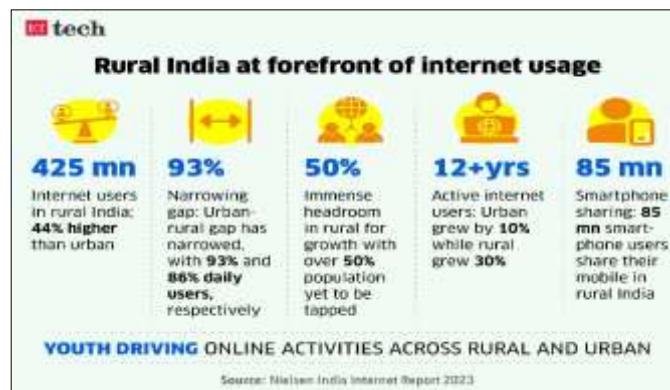 ET tech
Rural India at forefront of internet usage
425 mn
Internet users
in rural India;
44% higher
than urban
93%
Narrowing
gap: Urban-
rural gap has
narrowed,
with 93% and
86% daily
users,
respectively
50%
Immense
headroom
in rural for
growth with
over 50%
population
yet to be
tapped
12+yrs
Active internet
users: Urban
grew by 10%
while rural
grew 30%
85 mn
Smartphone
sharing: 85
mn smart-
phone users
share their
mobile in
rural India
YOUTH DRIVING ONLINE ACTIVITIES ACROSS RURAL AND URBAN
Source: Nielsen India Internet Report 2023